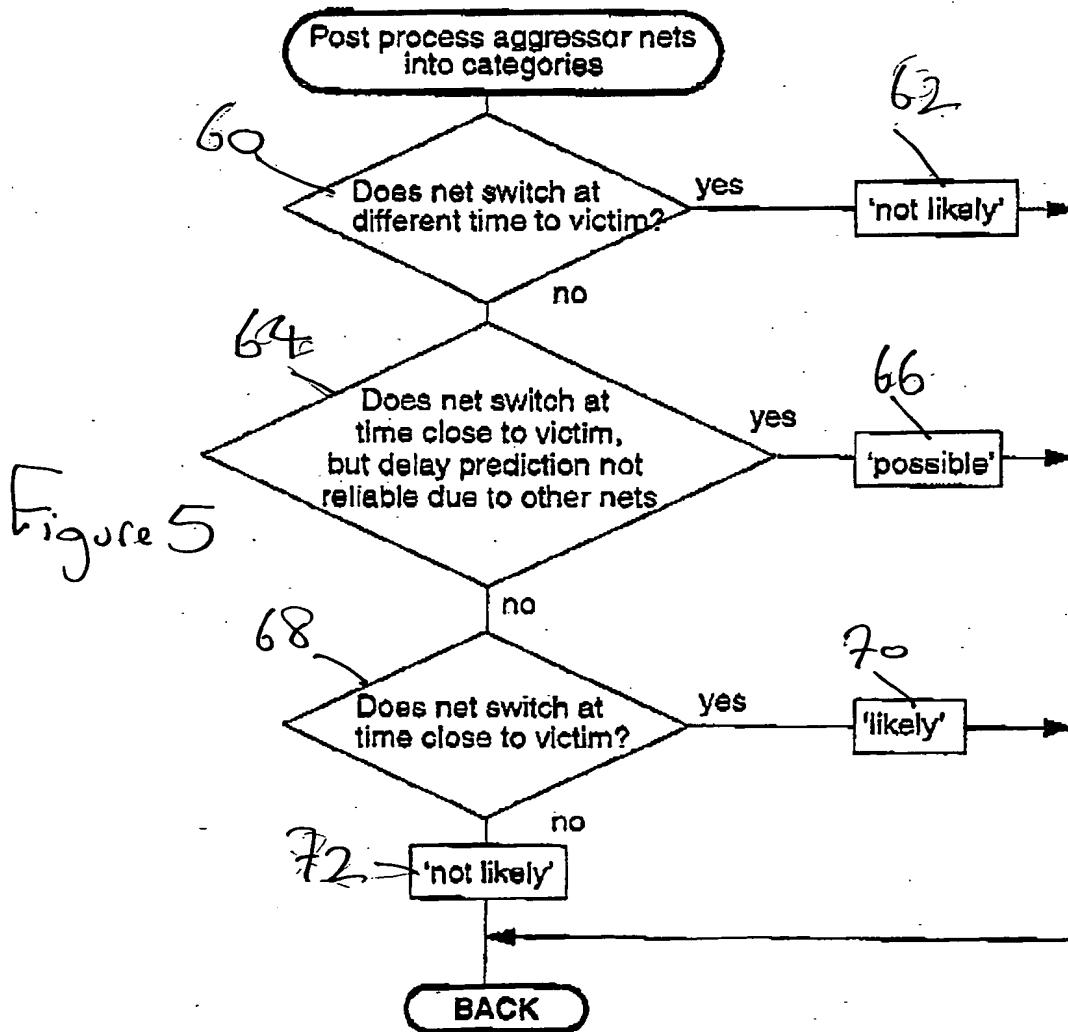 Post process aggressor nets
into categories
60
62
Does net switch at
different time to victim?
yes
'not likely'
no
64
66
Does net switch at
time close to victim,
but delay prediction not
reliable due to other nets
yes
'possible'
Figure 5
no
68
70
Does net switch at
time close to victim?
yes
'likely'
no
72
'not likely'
BACK